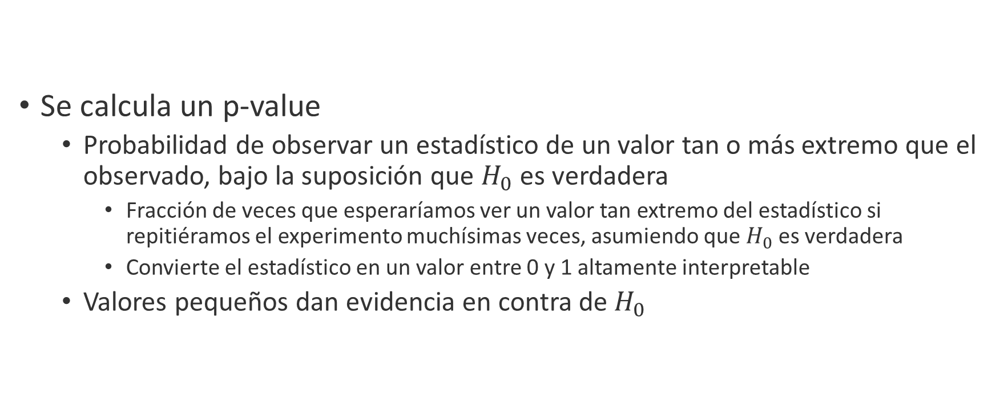 • Se calcula un p-value
• Probabilidad de observar un estadístico de un valor tan o más extremo que el
observado, bajo la suposición que H₀ es verdadera
• Fracción de veces que esperaríamos ver un valor tan extremo del estadístico si
repitiéramos el experimento muchísimas veces, asumiendo que H₀ es verdadera
• Convierte el estadístico en un valor entre 0 y 1 altamente interpretable
• Valores pequeños dan evidencia en contra de H₀